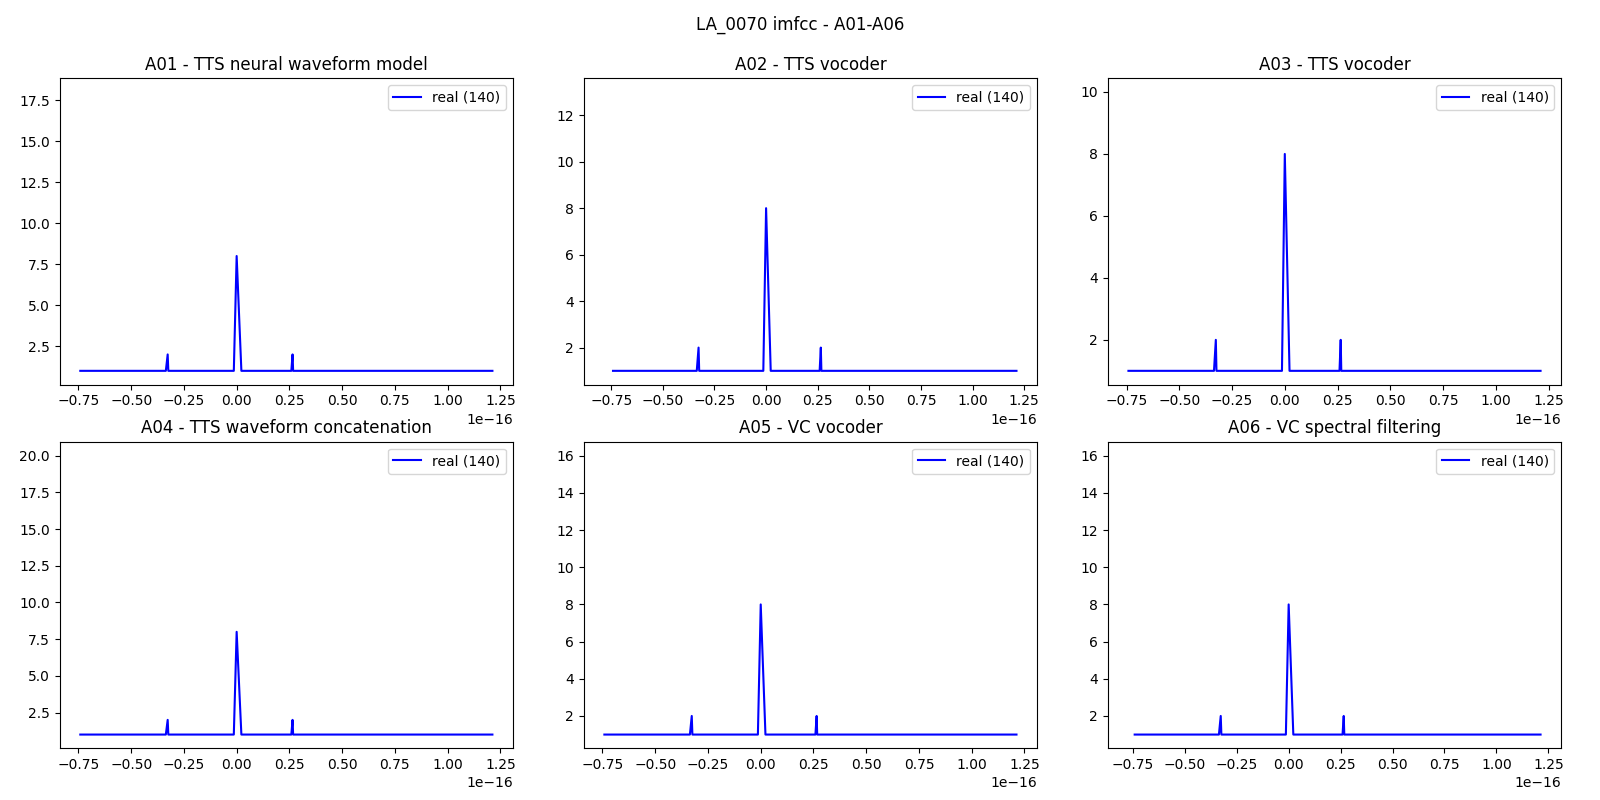 LA_0070 imfcc - A01-A06
A01 - TTS neural waveform model
real (140)
17.5
15.0
12.5
10.0
7.5
5.0
2.5
−0.75 −0.50 −0.25 0.00 0.25 0.50 0.75 1.00 1.25
1e−16
A02 - TTS vocoder
real (140)
12
10
8
6
4
2
−0.75 −0.50 −0.25 0.00 0.25 0.50 0.75 1.00 1.25
1e−16
A03 - TTS vocoder
real (140)
10
8
6
4
2
−0.75 −0.50 −0.25 0.00 0.25 0.50 0.75 1.00 1.25
1e−16
A04 - TTS waveform concatenation
real (140)
20.0
17.5
15.0
12.5
10.0
7.5
5.0
2.5
−0.75 −0.50 −0.25 0.00 0.25 0.50 0.75 1.00 1.25
1e−16
A05 - VC vocoder
real (140)
16
14
12
10
8
6
4
2
−0.75 −0.50 −0.25 0.00 0.25 0.50 0.75 1.00 1.25
1e−16
A06 - VC spectral filtering
real (140)
16
14
12
10
8
6
4
2
−0.75 −0.50 −0.25 0.00 0.25 0.50 0.75 1.00 1.25
1e−16